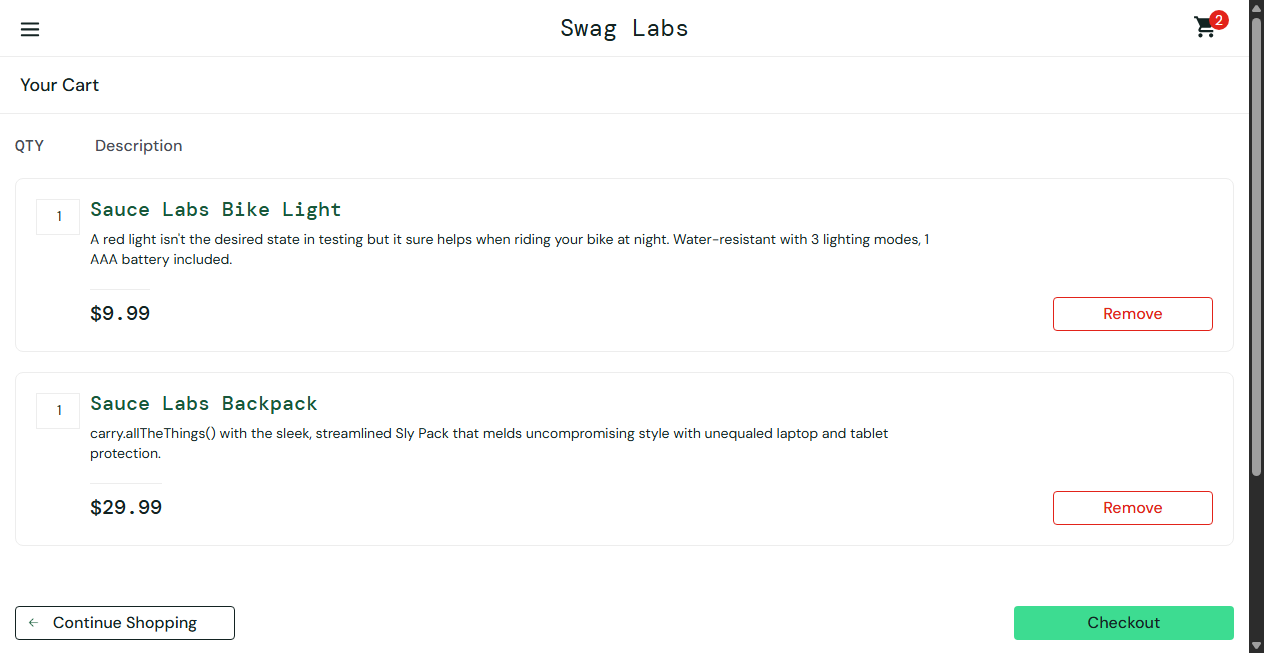 Swag Labs
2
Your Cart
QTY Description
1
Sauce Labs Bike Light
A red light isn't the desired state in testing but it sure helps when riding your bike at night. Water-resistant with 3 lighting modes, 1
AAA battery included.
$9.99
Remove
1
Sauce Labs Backpack
carry.allTheThings() with the sleek, streamlined Sly Pack that melds uncompromising style with unequaled laptop and tablet
protection.
$29.99
Remove
Continue Shopping
Checkout